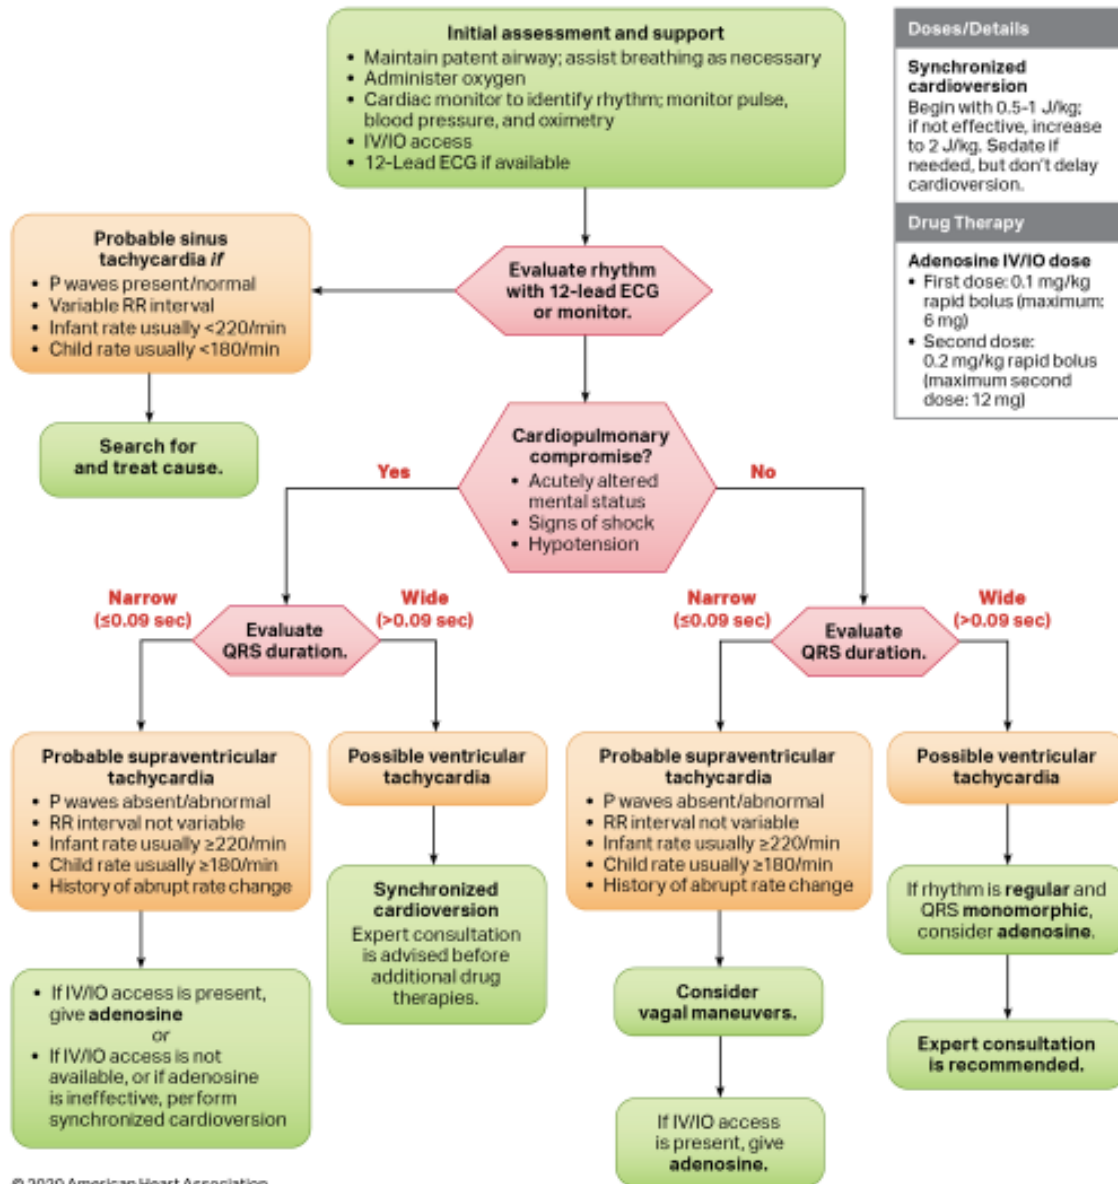 Initial assessment and support
• Maintain patent airway; assist breathing as necessary
• Administer oxygen
• Cardiac monitor to identify rhythm; monitor pulse,
blood pressure, and oximetry
• IV/IO access
• 12-Lead ECG if available
Doses/Details
Synchronized
cardioversion
Begin with 0.5-1 J/kg;
if not effective, increase
to 2 J/kg. Sedate if
needed, but don't delay
cardioversion.
Drug Therapy
Adenosine IV/IO dose
• First dose: 0.1 mg/kg
rapid bolus (maximum:
6 mg)
• Second dose:
0.2 mg/kg rapid bolus
(maximum second
dose: 12 mg)
Probable sinus
tachycardia if
• P waves present/normal
• Variable RR interval
• Infant rate usually <220/min
• Child rate usually <180/min
Evaluate rhythm
with 12-lead ECG
or monitor.
Search for
and treat cause.
Cardiopulmonary
compromise?
• Acutely altered
mental status
• Signs of shock
• Hypotension
Yes
No
Narrow
(≤0.09 sec)
Evaluate
QRS duration.
Wide
(>0.09 sec)
Narrow
(≤0.09 sec)
Evaluate
QRS duration.
Wide
(>0.09 sec)
Probable supraventricular
tachycardia
• P waves absent/abnormal
• RR interval not variable
• Infant rate usually ≥220/min
• Child rate usually ≥180/min
• History of abrupt rate change
Possible ventricular
tachycardia
Probable supraventricular
tachycardia
• P waves absent/abnormal
• RR interval not variable
• Infant rate usually ≥220/min
• Child rate usually ≥180/min
• History of abrupt rate change
Possible ventricular
tachycardia
• If IV/IO access is present,
give adenosine
or
• If IV/IO access is not
available, or if adenosine
is ineffective, perform
synchronized cardioversion
Synchronized
cardioversion
Expert consultation
is advised before
additional drug
therapies.
Consider
vagal maneuvers.
If IV/IO access
is present, give
adenosine.
If rhythm is regular and
QRS monomorphic,
consider adenosine.
Expert consultation
is recommended.
© 2020 American Heart Association